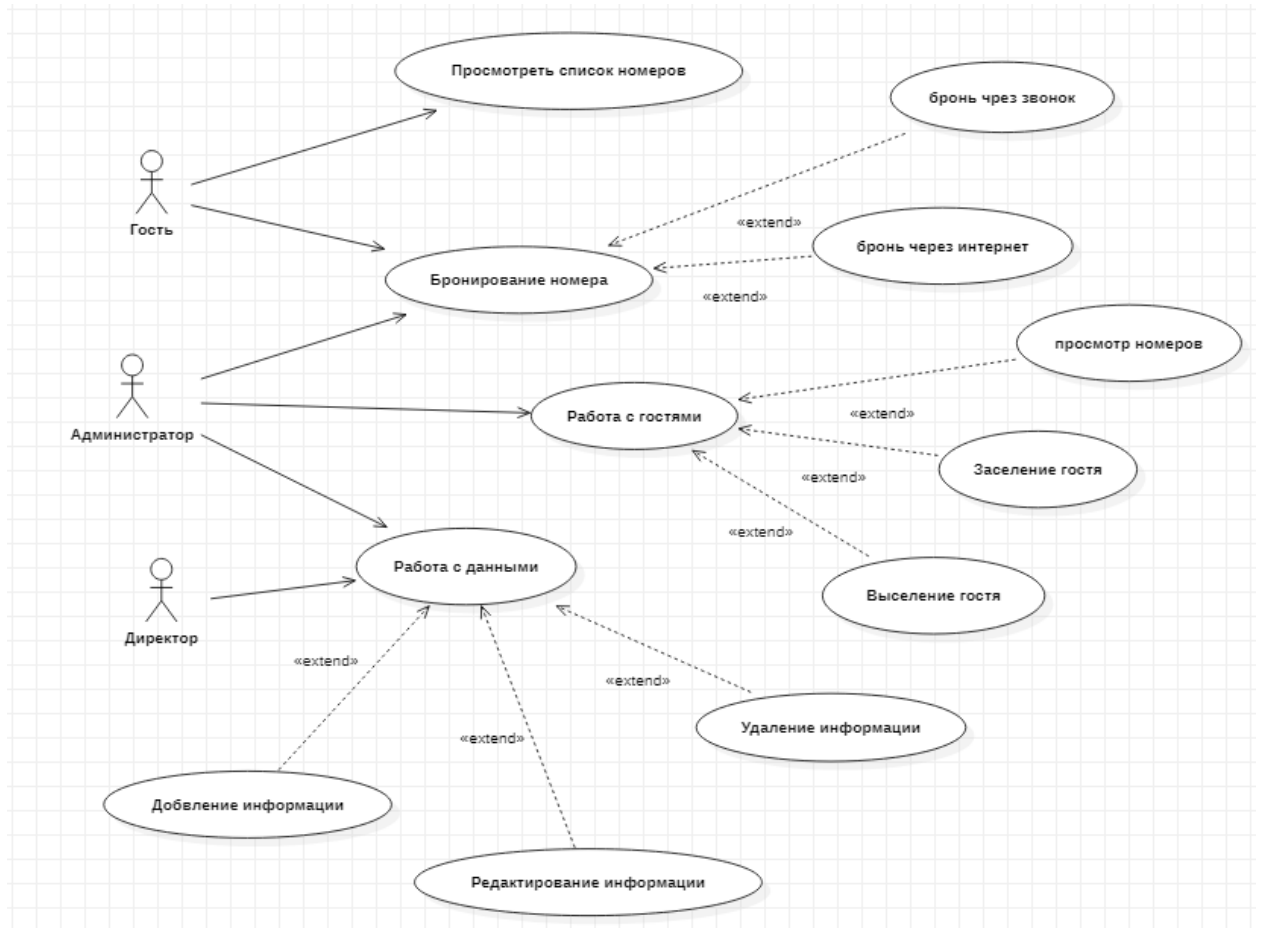 Просмотреть список номеров
бронь чрез звонок
Гость
«extend»
бронь через интернет
Бронирование номера
«extend»
просмотр номеров
Администратор
Работа с гостями
«extend»
Заселение гостя
«extend»
«extend»
Работа с данными
Выселение гостя
Директор
«extend»
«extend»
Удаление информации
«extend»
Добвление информации
Редактирование информации